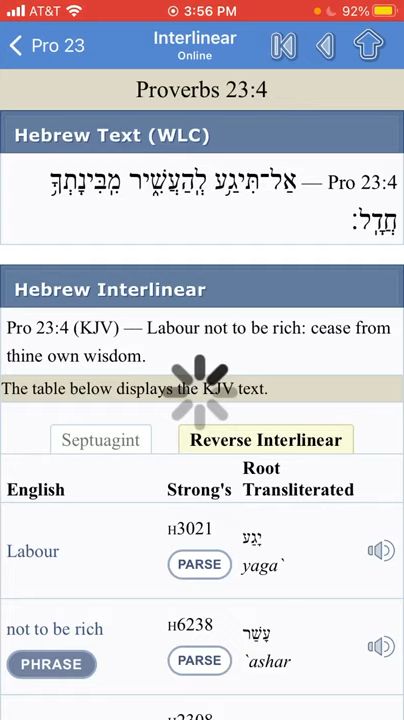 AT&T 3:56 PM 92%
Pro 23 Interlinear
Online
Proverbs 23:4
Hebrew Text (WLC)
Pro 23:4 — אַל־תִּיגַ֥ע לְֽהַעֲשִׁ֑יר מִֽבִּינָתְךָ֥
חֲדָֽל׃
Hebrew Interlinear
Pro 23:4 (KJV) — Labour not to be rich: cease from
thine own wisdom.
The table below displays the KJV text.
Septuagint Reverse Interlinear
English Strong's Root Transliterated
Labour H3021 יָגַע
PARSE yaga`
not to be rich H6238 עָשַׁר
PHRASE PARSE `ashar
H2308